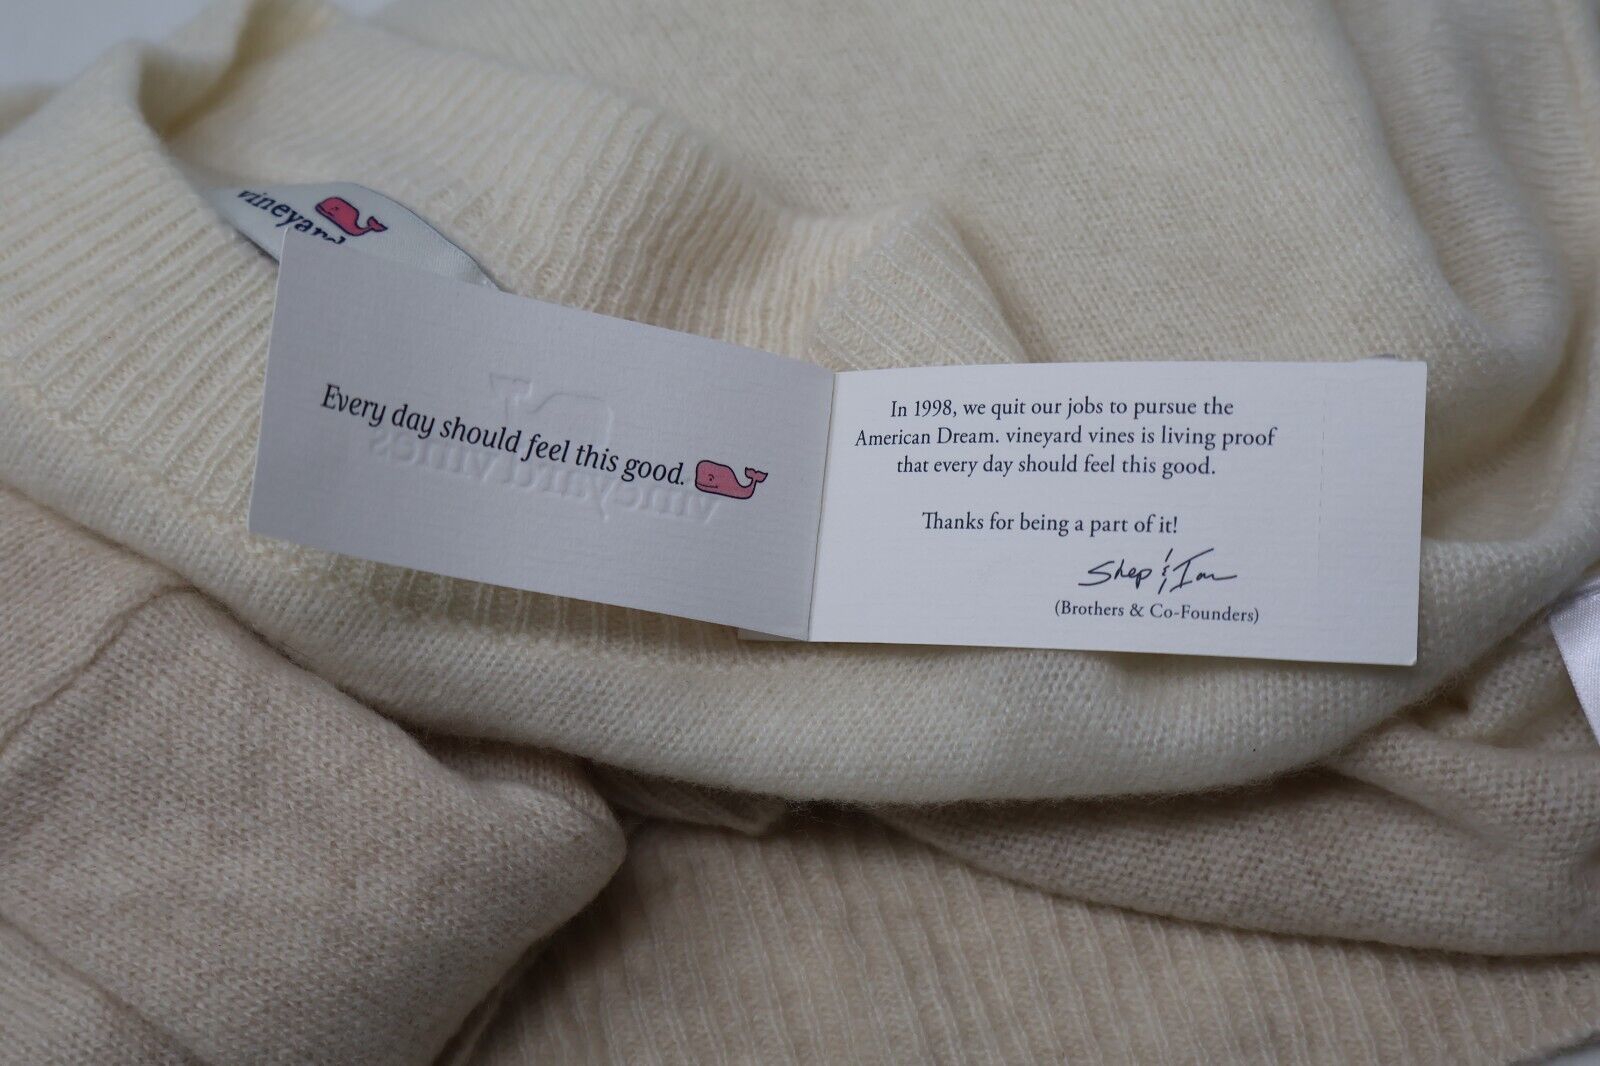 vineyard
Every day should feel this good.
vineyard vines
In 1998, we quit our jobs to pursue the
American Dream. vineyard vines is living proof
that every day should feel this good.
Thanks for being a part of it!
Shep & Ian
(Brothers & Co-Founders)